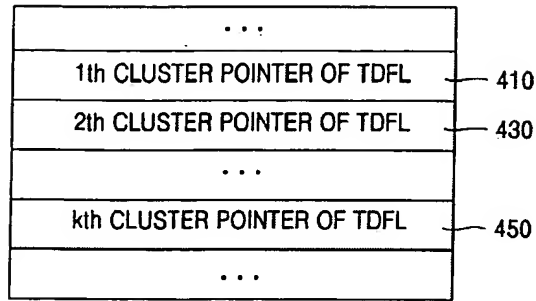 ...
1th CLUSTER POINTER OF TDFL 410
2th CLUSTER POINTER OF TDFL 430
...
kth CLUSTER POINTER OF TDFL 450
...